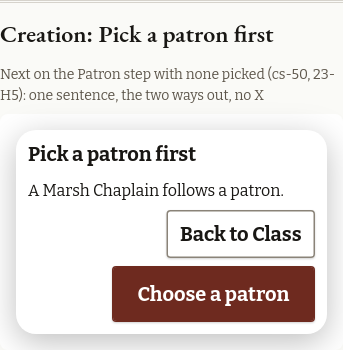 Creation: Pick a patron first
Next on the Patron step with none picked (cs-50, 23-
H5): one sentence, the two ways out, no X
Pick a patron first
A Marsh Chaplain follows a patron.
Back to Class
Choose a patron